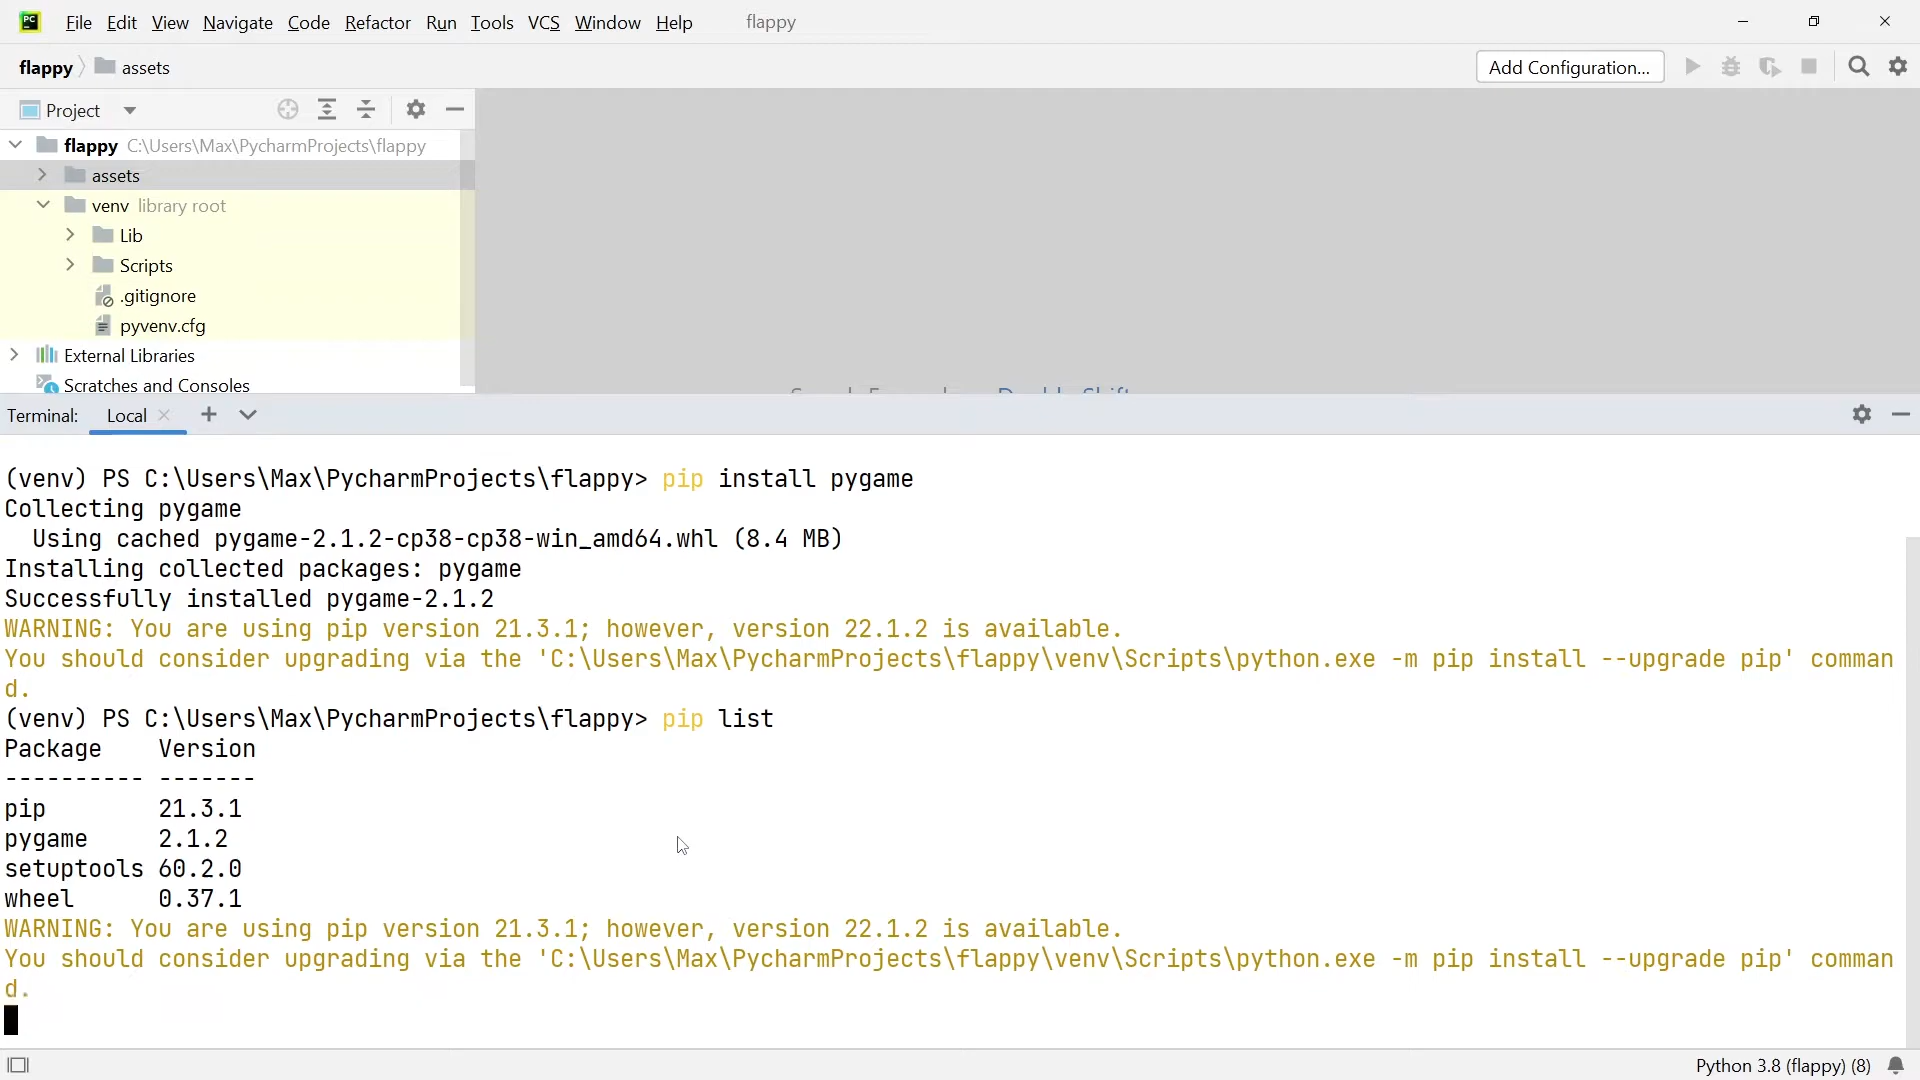 PC File Edit View Navigate Code Refactor Run Tools VCS Window Help flappy
flappy assets Add Configuration...
Project
flappy C:\Users\Max\PycharmProjects\flappy
assets
venv library root
Lib
Scripts
.gitignore
pyvenv.cfg
External Libraries
Scratches and Consoles
Terminal: Local
(venv) PS C:\Users\Max\PycharmProjects\flappy> pip install pygame
Collecting pygame
  Using cached pygame-2.1.2-cp38-cp38-win_amd64.whl (8.4 MB)
Installing collected packages: pygame
Successfully installed pygame-2.1.2
WARNING: You are using pip version 21.3.1; however, version 22.1.2 is available.
You should consider upgrading via the 'C:\Users\Max\PycharmProjects\flappy\venv\Scripts\python.exe -m pip install --upgrade pip' comman
d.
(venv) PS C:\Users\Max\PycharmProjects\flappy> pip list
Package    Version
---------- -------
pip        21.3.1
pygame     2.1.2
setuptools 60.2.0
wheel      0.37.1
WARNING: You are using pip version 21.3.1; however, version 22.1.2 is available.
You should consider upgrading via the 'C:\Users\Max\PycharmProjects\flappy\venv\Scripts\python.exe -m pip install --upgrade pip' comman
d.
Python 3.8 (flappy) (8)